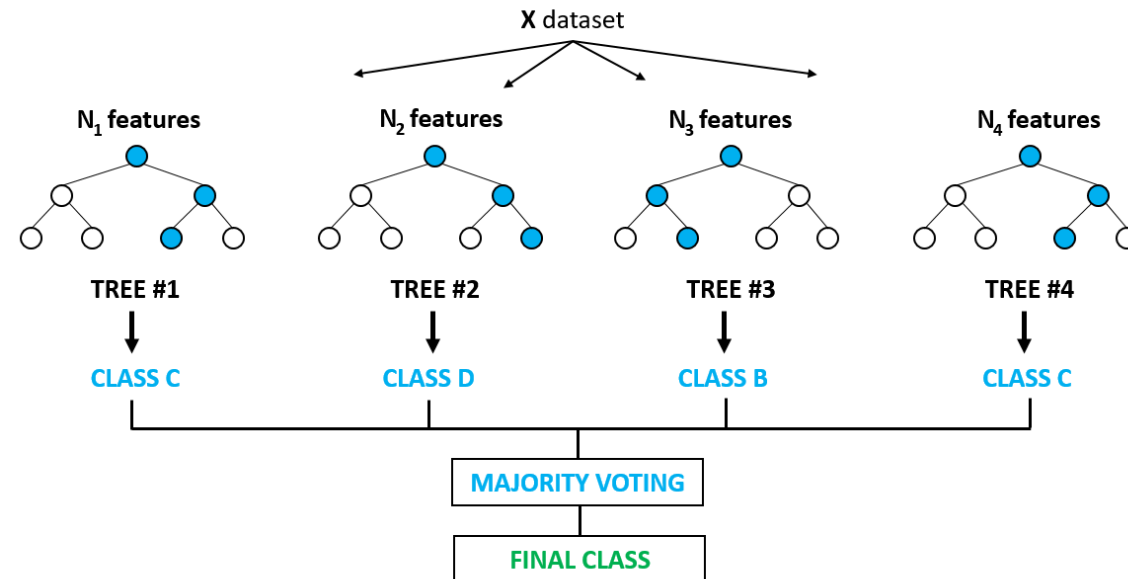 X dataset
N₁ features N₂ features N₃ features N₄ features
TREE #1 TREE #2 TREE #3 TREE #4
CLASS C CLASS D CLASS B CLASS C
MAJORITY VOTING
FINAL CLASS